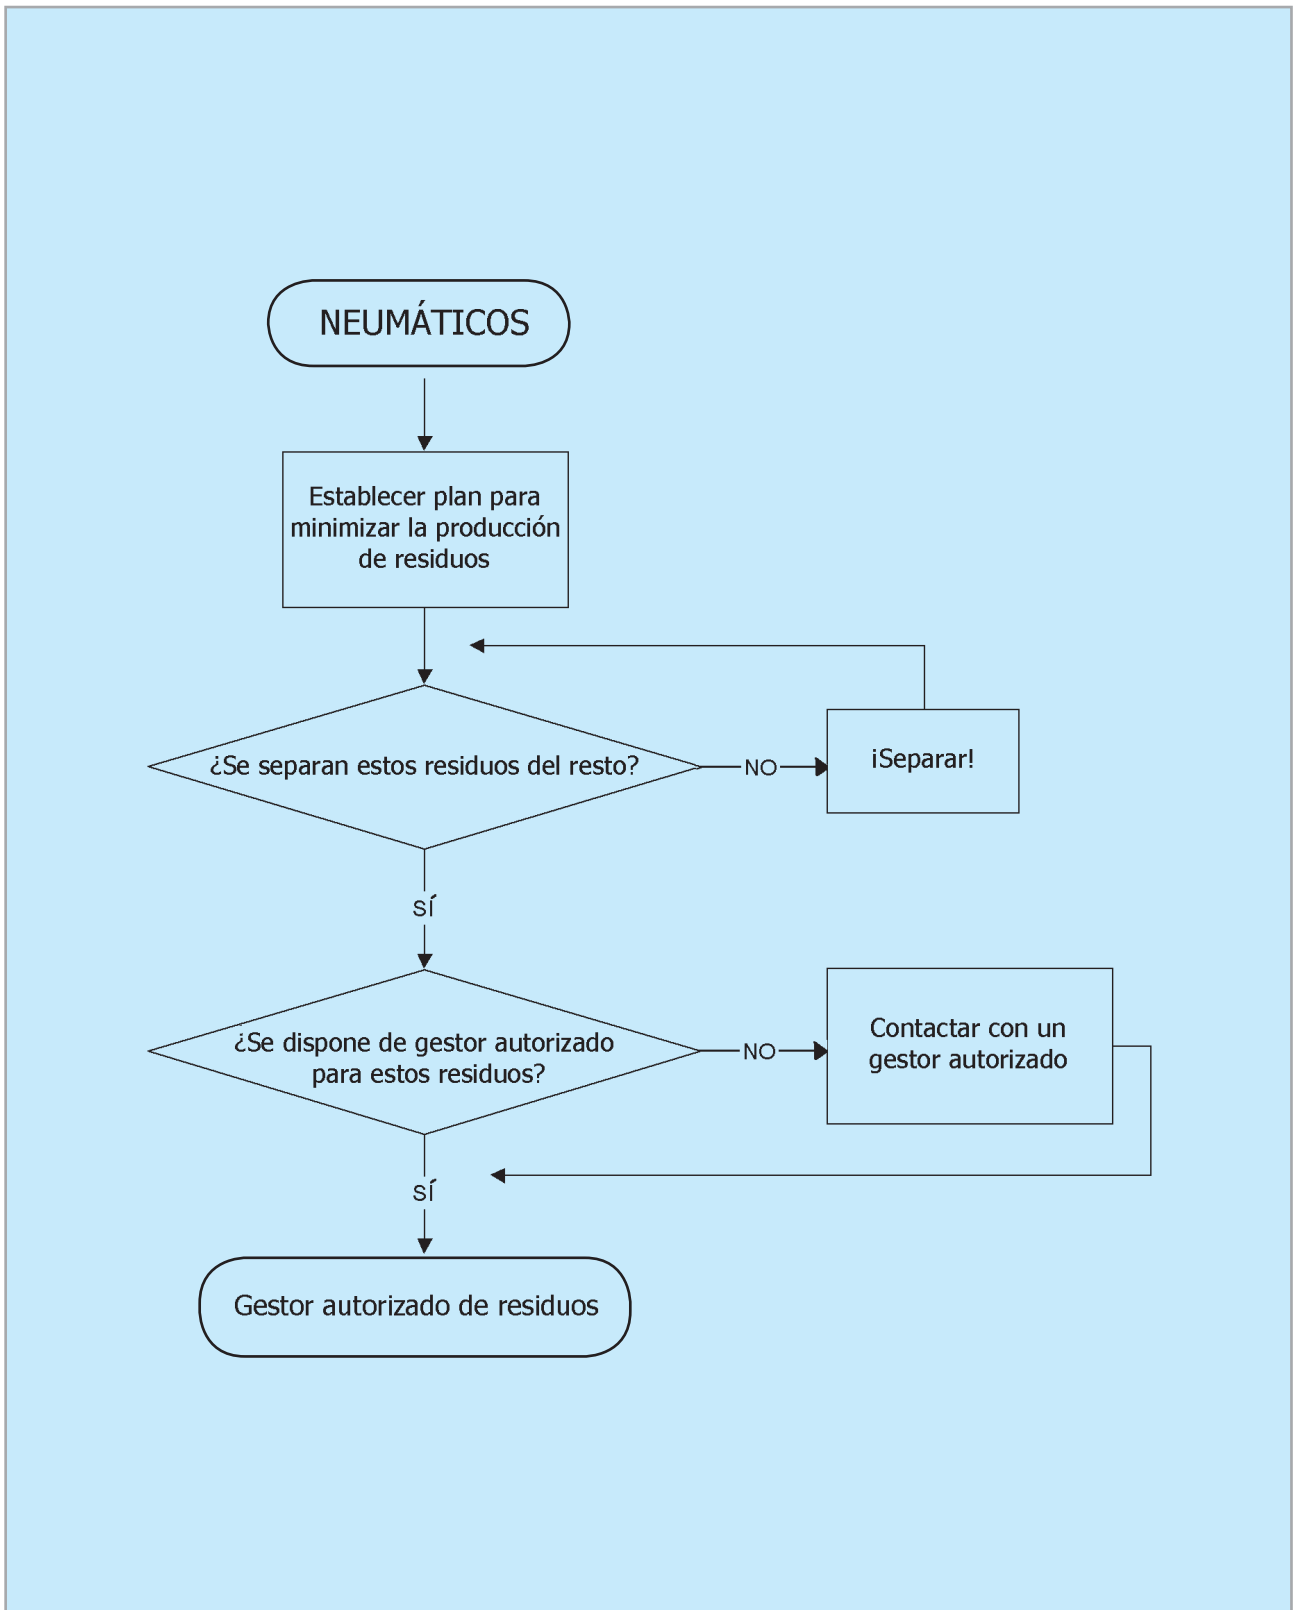 NEUMÁTICOS
Establecer plan para
minimizar la producción
de residuos
¿Se separan estos residuos del resto?
NO
¡Separar!
SÍ
¿Se dispone de gestor autorizado
para estos residuos?
NO
Contactar con un
gestor autorizado
SÍ
Gestor autorizado de residuos